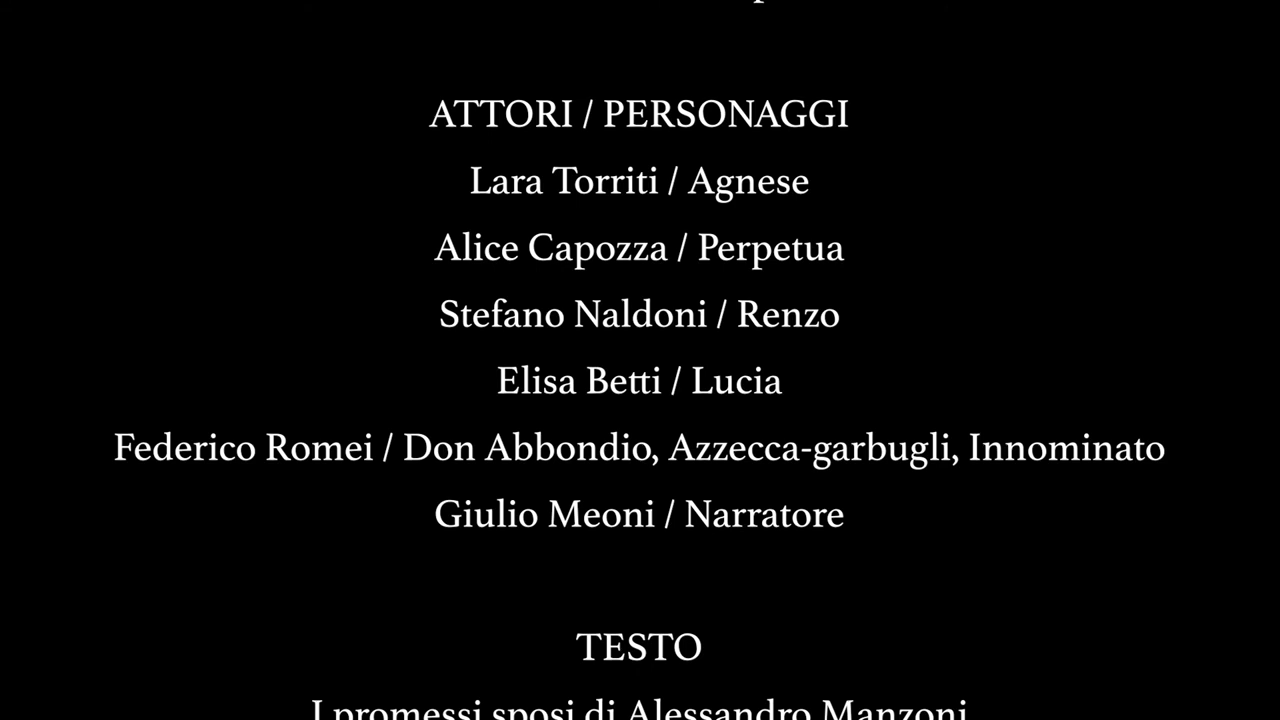 ATTORI / PERSONAGGI
Lara Torriti / Agnese
Alice Capozza / Perpetua
Stefano Naldoni / Renzo
Elisa Betti / Lucia
Federico Romei / Don Abbondio, Azzecca-garbugli, Innominato
Giulio Meoni / Narratore
TESTO
I promessi sposi di Alessandro Manzoni